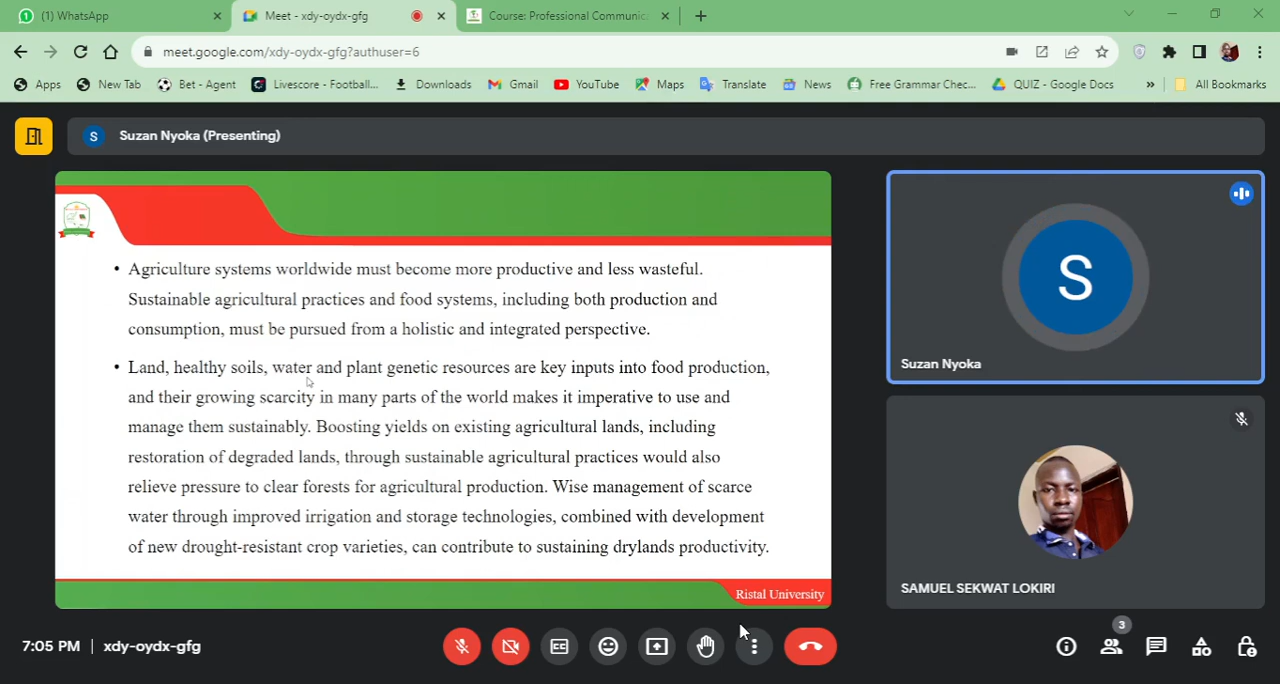 (1) WhatsApp
Meet - xdy-oydx-gfg
Course: Professional Communic
meet.google.com/xdy-oydx-gfg?authuser=6
Apps
New Tab
Bet - Agent
Livescore - Football...
Downloads
Gmail
YouTube
Maps
Translate
News
Free Grammar Chec...
QUIZ - Google Docs
»
All Bookmarks
S
Suzan Nyoka (Presenting)
• Agriculture systems worldwide must become more productive and less wasteful.
Sustainable agricultural practices and food systems, including both production and
consumption, must be pursued from a holistic and integrated perspective.
• Land, healthy soils, water and plant genetic resources are key inputs into food production,
and their growing scarcity in many parts of the world makes it imperative to use and
manage them sustainably. Boosting yields on existing agricultural lands, including
restoration of degraded lands, through sustainable agricultural practices would also
relieve pressure to clear forests for agricultural production. Wise management of scarce
water through improved irrigation and storage technologies, combined with development
of new drought-resistant crop varieties, can contribute to sustaining drylands productivity.
Ristal University
S
Suzan Nyoka
SAMUEL SEKWAT LOKIRI
7:05 PM | xdy-oydx-gfg
3